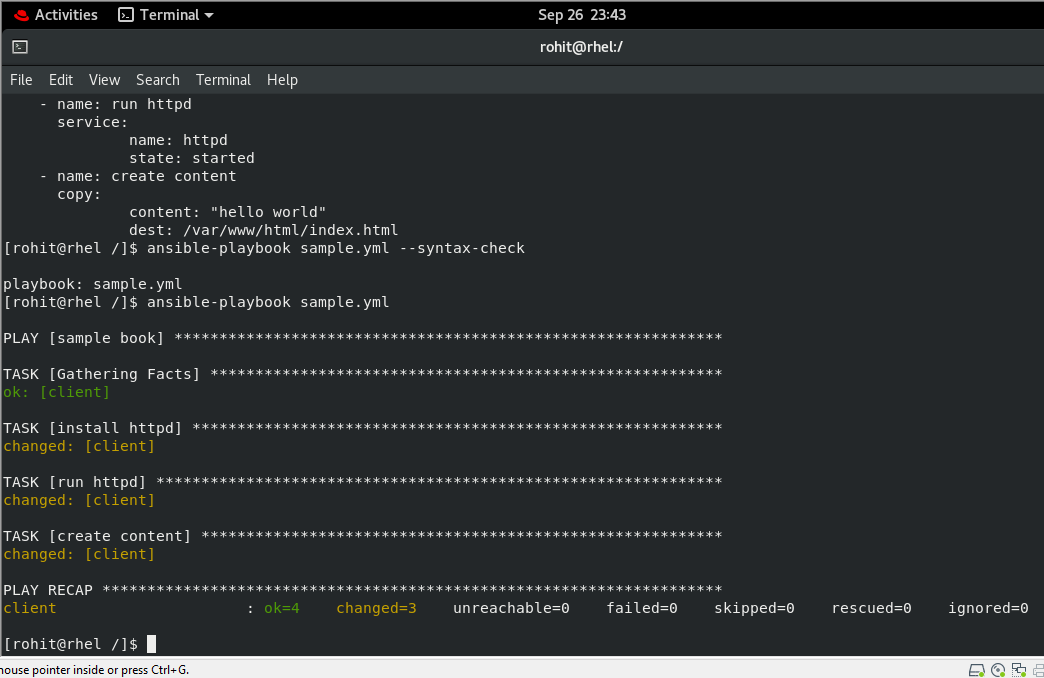 Activities Terminal Sep 26 23:43
rohit@rhel:/
File Edit View Search Terminal Help
    - name: run httpd
      service:
              name: httpd
              state: started
    - name: create content
      copy:
              content: "hello world"
              dest: /var/www/html/index.html
[rohit@rhel /]$ ansible-playbook sample.yml --syntax-check

playbook: sample.yml
[rohit@rhel /]$ ansible-playbook sample.yml

PLAY [sample book] *************************************************************

TASK [Gathering Facts] *********************************************************
ok: [client]

TASK [install httpd] ***********************************************************
changed: [client]

TASK [run httpd] ***************************************************************
changed: [client]

TASK [create content] **********************************************************
changed: [client]

PLAY RECAP *********************************************************************
client                     : ok=4    changed=3    unreachable=0    failed=0    skipped=0    rescued=0    ignored=0

[rohit@rhel /]$
pointer inside or press Ctrl+G.